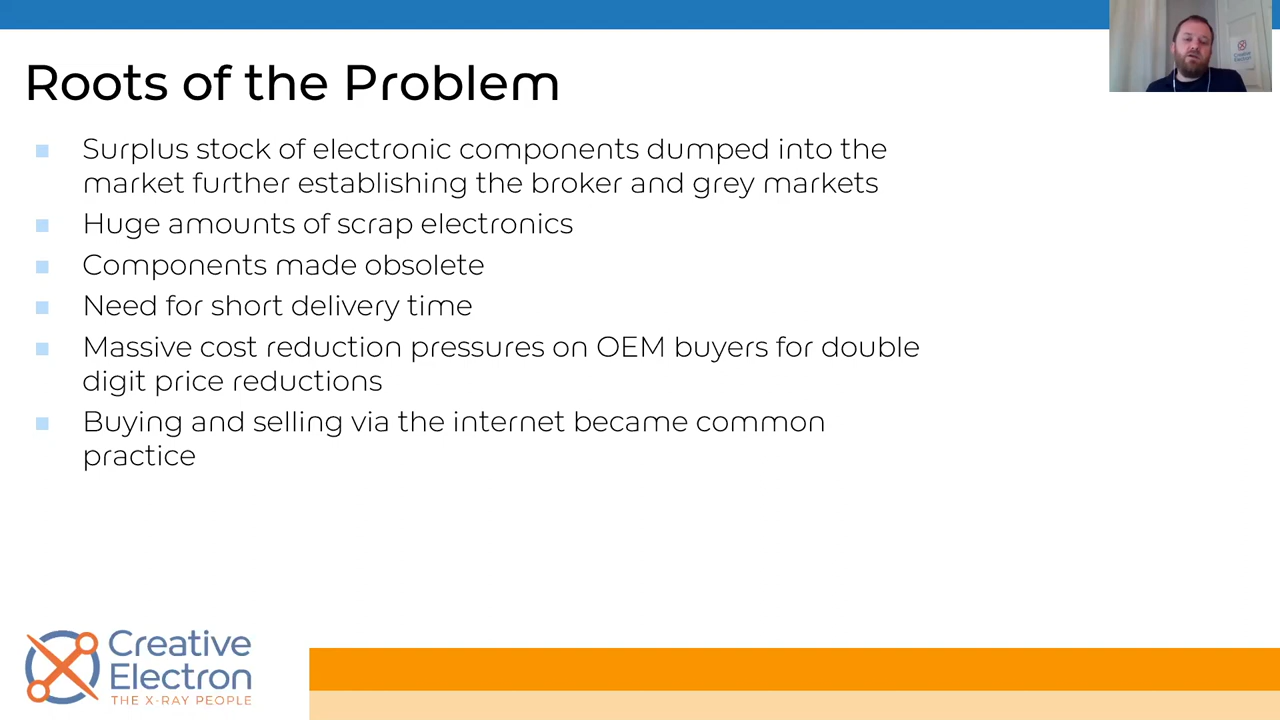 Roots of the Problem
Surplus stock of electronic components dumped into the
market further establishing the broker and grey markets
Huge amounts of scrap electronics
Components made obsolete
Need for short delivery time
Massive cost reduction pressures on OEM buyers for double
digit price reductions
Buying and selling via the internet became common
practice
Creative
Electron
THE X-RAY PEOPLE
Creative
Electron